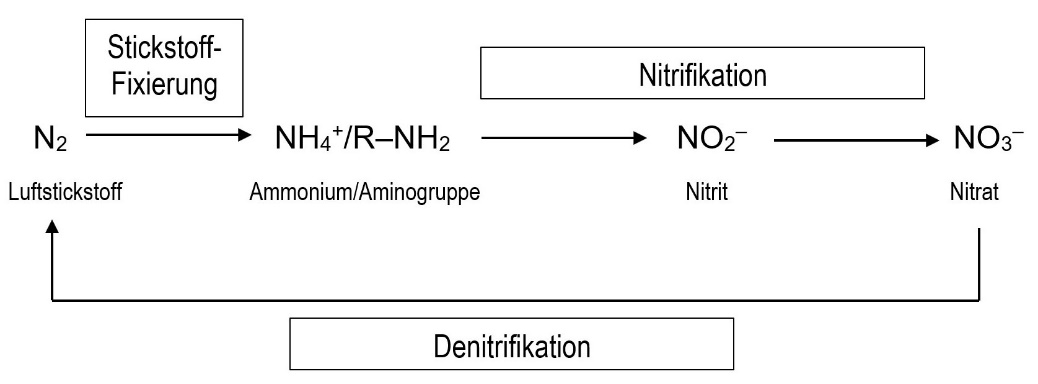 Stickstoff-
Fixierung
Nitrifikation
N₂
NH₄⁺/R–NH₂
NO₂⁻
NO₃⁻
Luftstickstoff
Ammonium/Aminogruppe
Nitrit
Nitrat
Denitrifikation